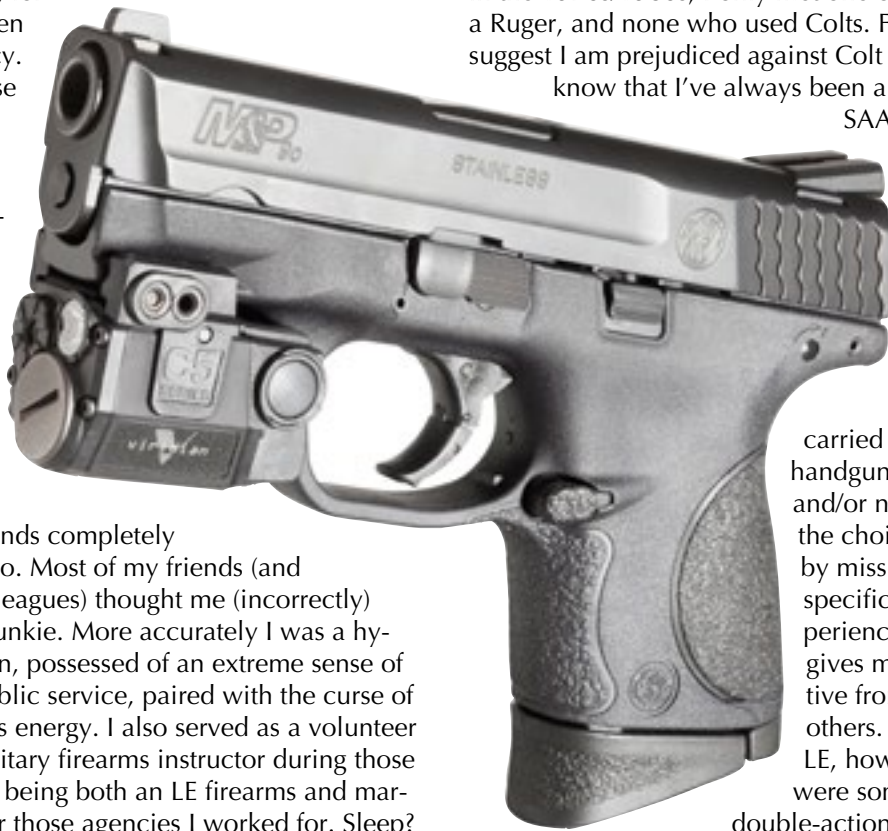 en
cy.
se
-
a Ruger, and none who used Colts. F
suggest I am prejudiced against Colt
know that I've always been a
SAA
M&P 9c
STAINLESS
C5
SERIES
viridian
nds completely
o. Most of my friends (and
eagues) thought me (incorrectly)
unkie. More accurately I was a hy-
n, possessed of an extreme sense of
blic service, paired with the curse of
s energy. I also served as a volunteer
itary firearms instructor during those
being both an LE firearms and mar-
r those agencies I worked for. Sleep?
carried
handgun
and/or n
the choi
by miss
specific
perienc
gives m
tive fro
others.
LE, how
were som
double-action